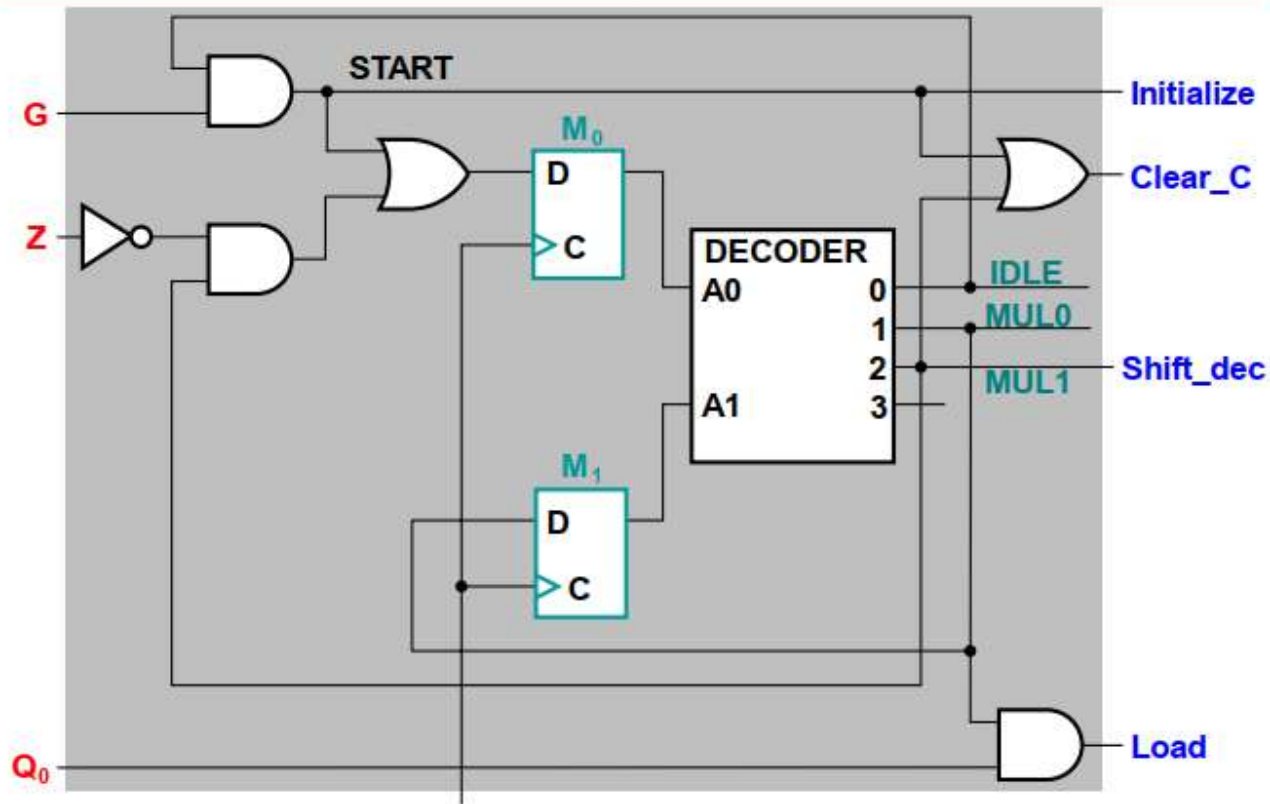 START
G
Initialize
M₀
D
C
Clear_C
Z
DECODER
A0
A1
0
1
2
3
IDLE
MUL0
MUL1
Shift_dec
M₁
D
C
Load
Q₀